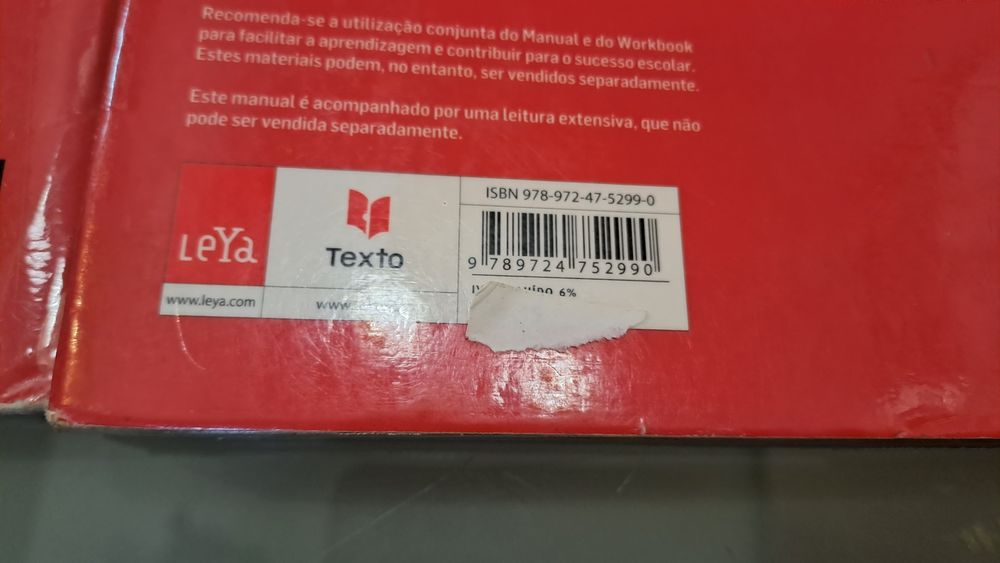 Recomenda-se a utilização conjunta do Manual e do Workbook
para facilitar a aprendizagem e contribuir para o sucesso escolar.
Estes materiais podem, no entanto, ser vendidos separadamente.
Este manual é acompanhado por uma leitura extensiva, que não
pode ser vendida separadamente.
LeYa
www.leya.com
Texto
www.
ISBN 978-972-47-5299-0
9 789724 752990
6%